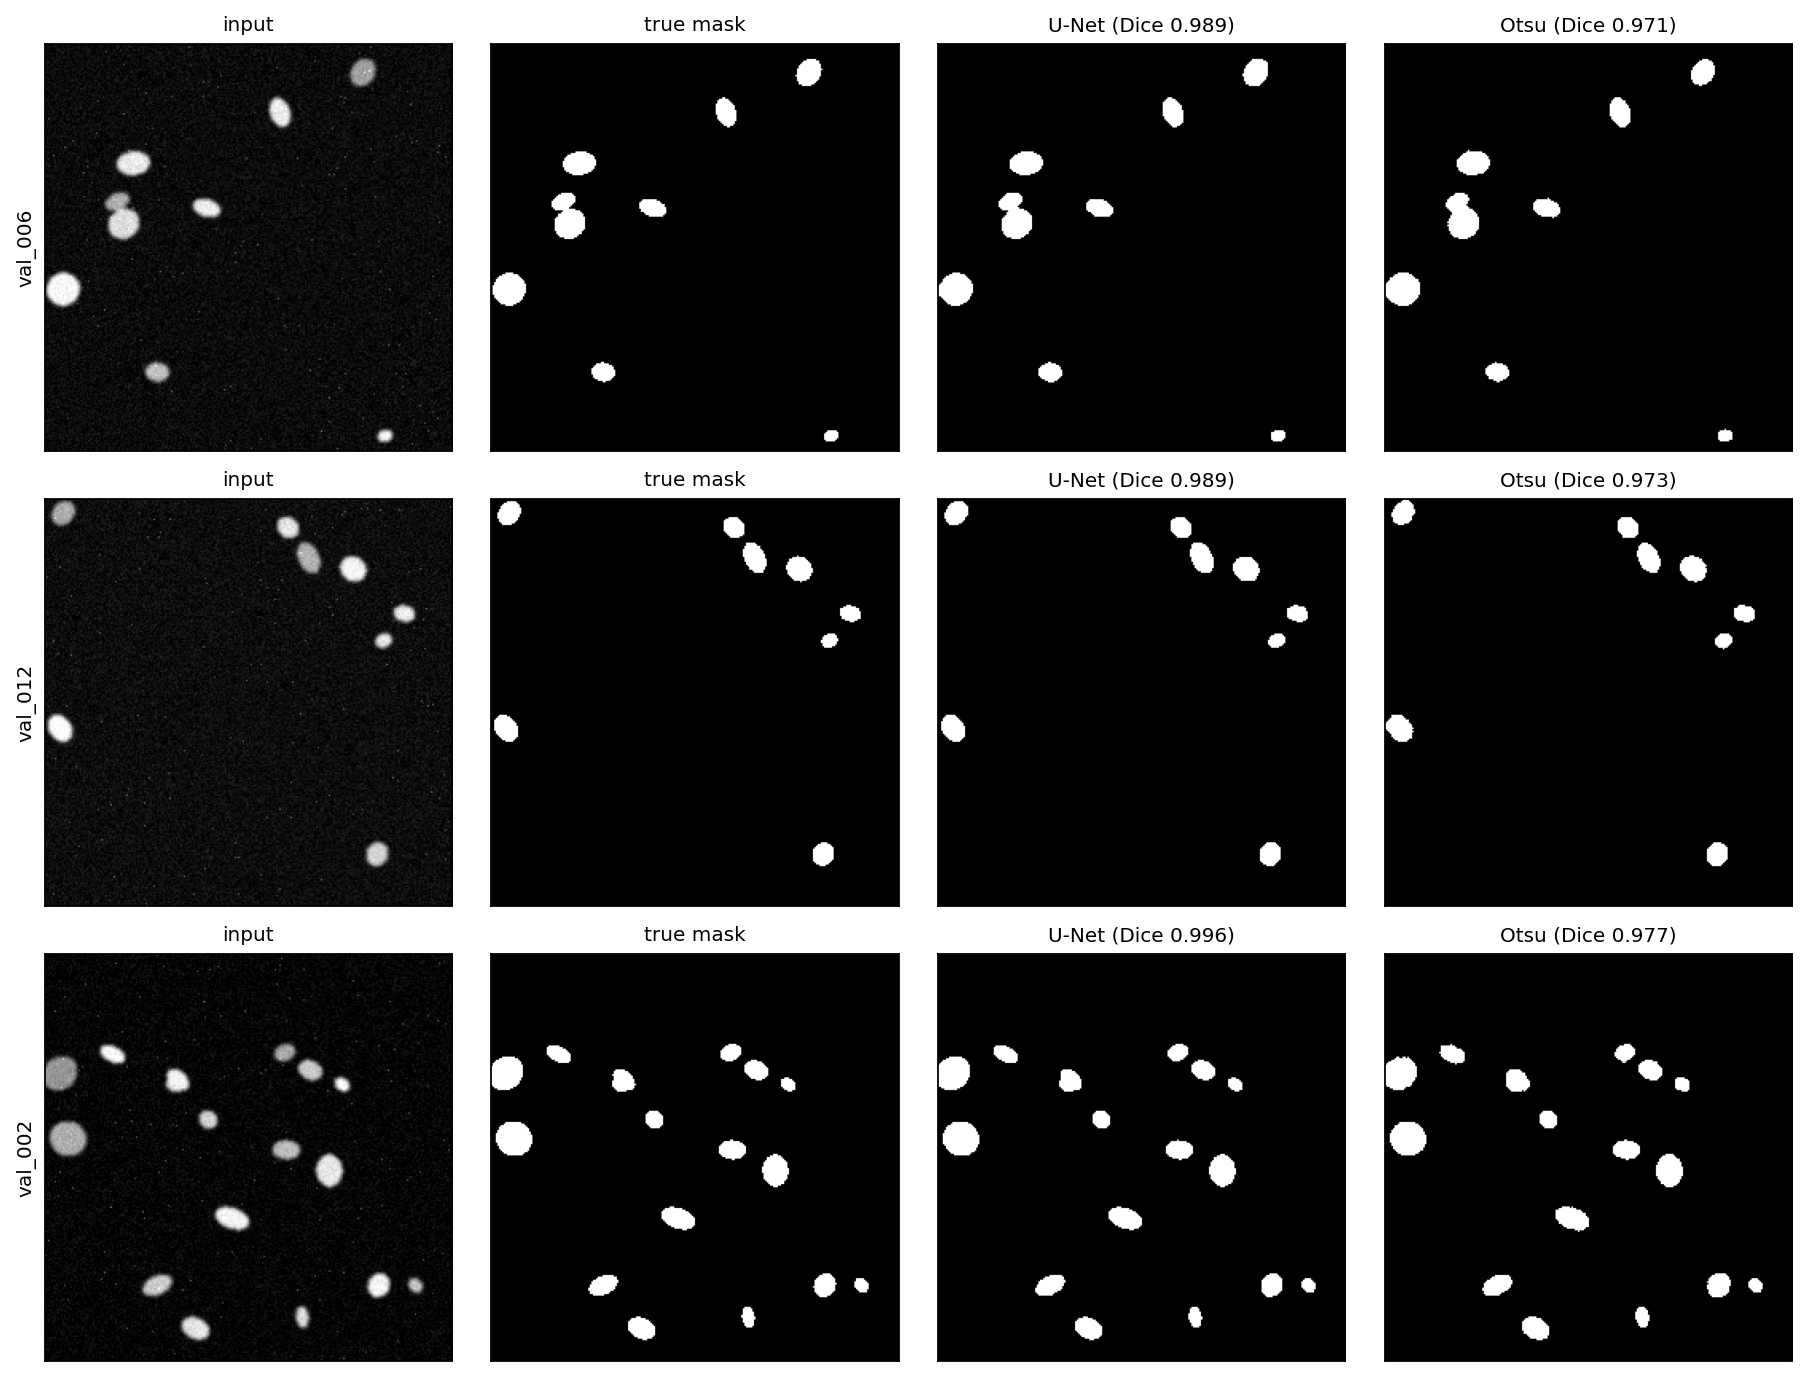 input
true mask
U-Net (Dice 0.989)
Otsu (Dice 0.971)
val_006
input
true mask
U-Net (Dice 0.989)
Otsu (Dice 0.973)
val_012
input
true mask
U-Net (Dice 0.996)
Otsu (Dice 0.977)
val_002